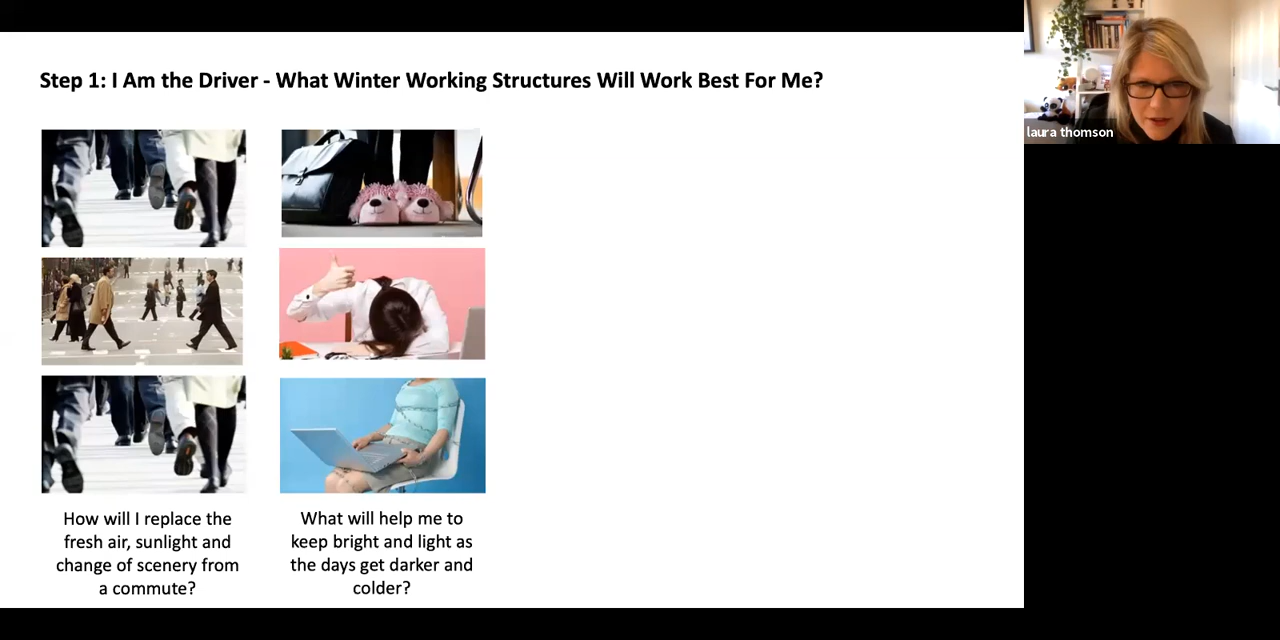 Step 1: I Am the Driver - What Winter Working Structures Will Work Best For Me?
laura thomson
How will I replace the
fresh air, sunlight and
change of scenery from
a commute?
What will help me to
keep bright and light as
the days get darker and
colder?